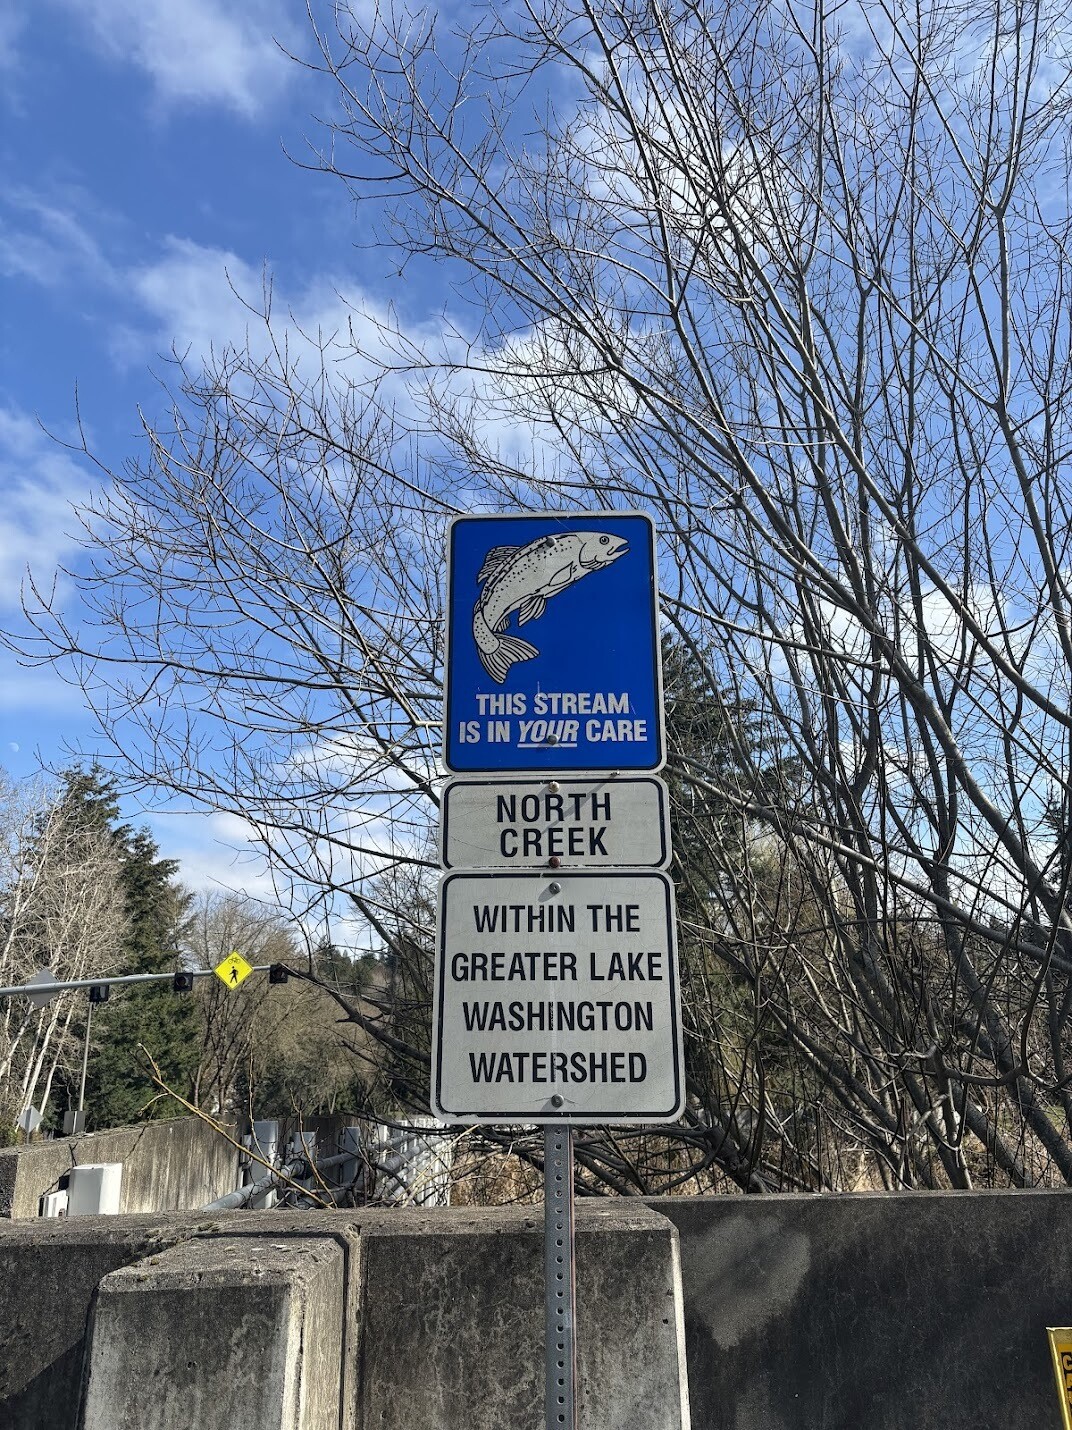 THIS STREAM
IS IN YOUR CARE
NORTH
CREEK
WITHIN THE
GREATER LAKE
WASHINGTON
WATERSHED